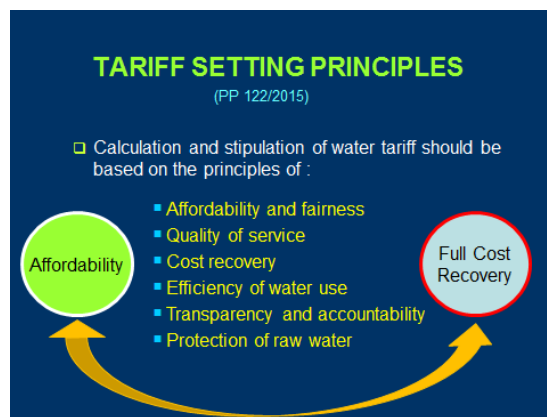 TARIFF SETTING PRINCIPLES
(PP 122/2015)
Calculation and stipulation of water tariff should be
based on the principles of :
Affordability and fairness
Quality of service
Cost recovery
Efficiency of water use
Transparency and accountability
Protection of raw water
Affordability
Full Cost
Recovery